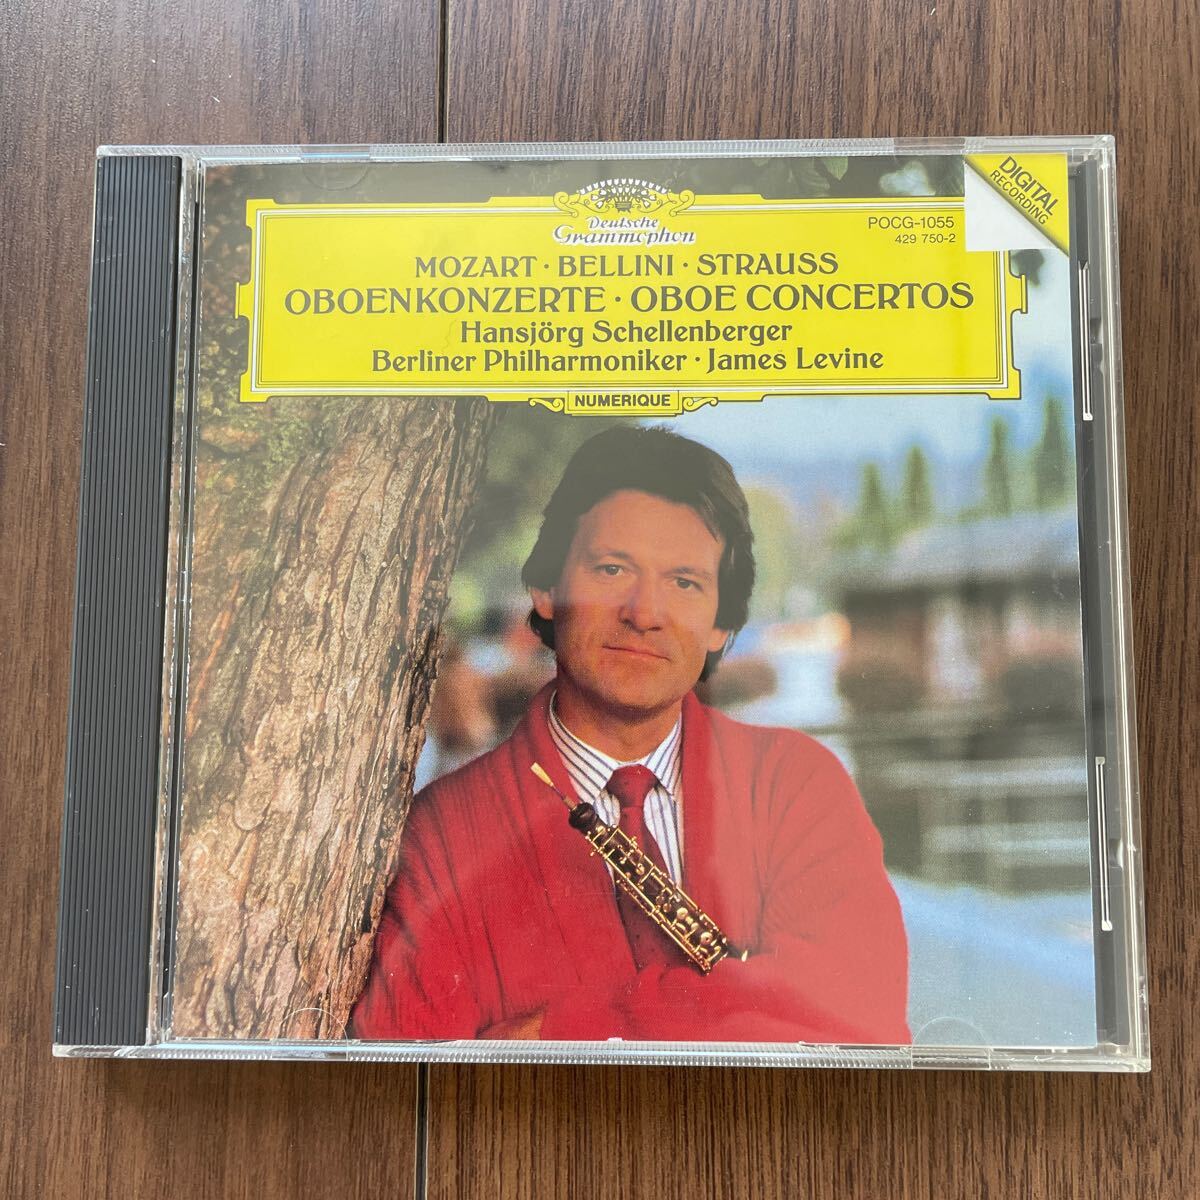 Deutsche
Grammophon
POCG-1055
429 750-2
DIGITAL
RECORDING
MOZART · BELLINI · STRAUSS
OBOENKONZERTE · OBOE CONCERTOS
Hansjörg Schellenberger
Berliner Philharmoniker · James Levine
NUMERIQUE